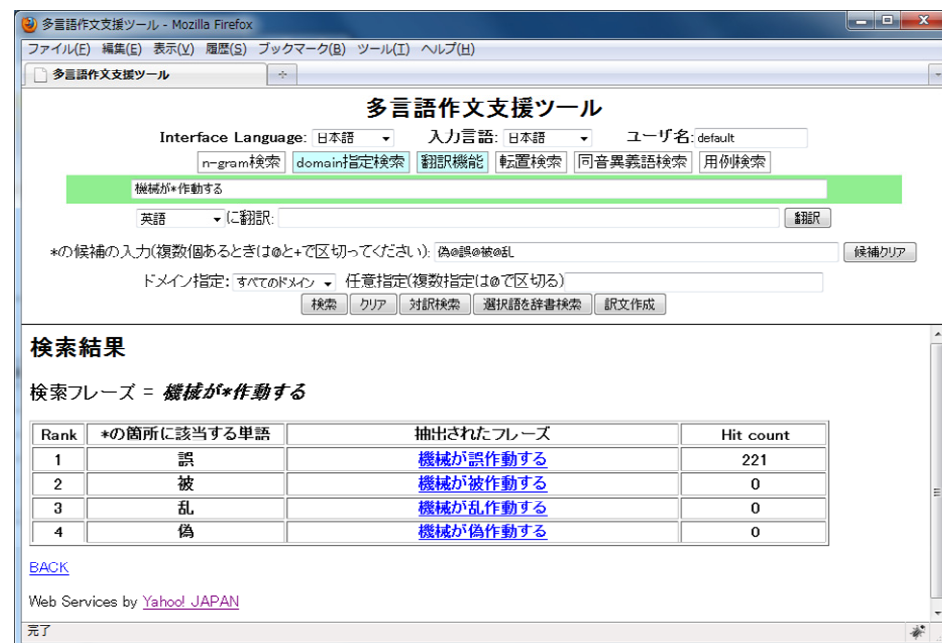 多言語作文支援ツール - Mozilla Firefox
ファイル(F) 編集(E) 表示(V) 履歴(S) ブックマーク(B) ツール(T) ヘルプ(H)
多言語作文支援ツール
多言語作文支援ツール
Interface Language: 日本語 入力言語: 日本語 ユーザ名: default
n-gram検索 domain指定検索 翻訳機能 転置検索 同音異義語検索 用例検索
機械が*作動する
英語 に翻訳: 翻訳
*の候補の入力(複数個あるときは@と+で区切ってください): 偽@誤@被@乱 候補クリア
ドメイン指定: すべてのドメイン 任意指定(複数指定は@で区切る)
検索 クリア 対訳検索 選択語を辞書検索 訳文作成
検索結果
検索フレーズ = 機械が*作動する
Rank *の箇所に該当する単語 抽出されたフレーズ Hit count
1 誤 機械が誤作動する 221
2 被 機械が被作動する 0
3 乱 機械が乱作動する 0
4 偽 機械が偽作動する 0
BACK
Web Services by Yahoo! JAPAN
完了